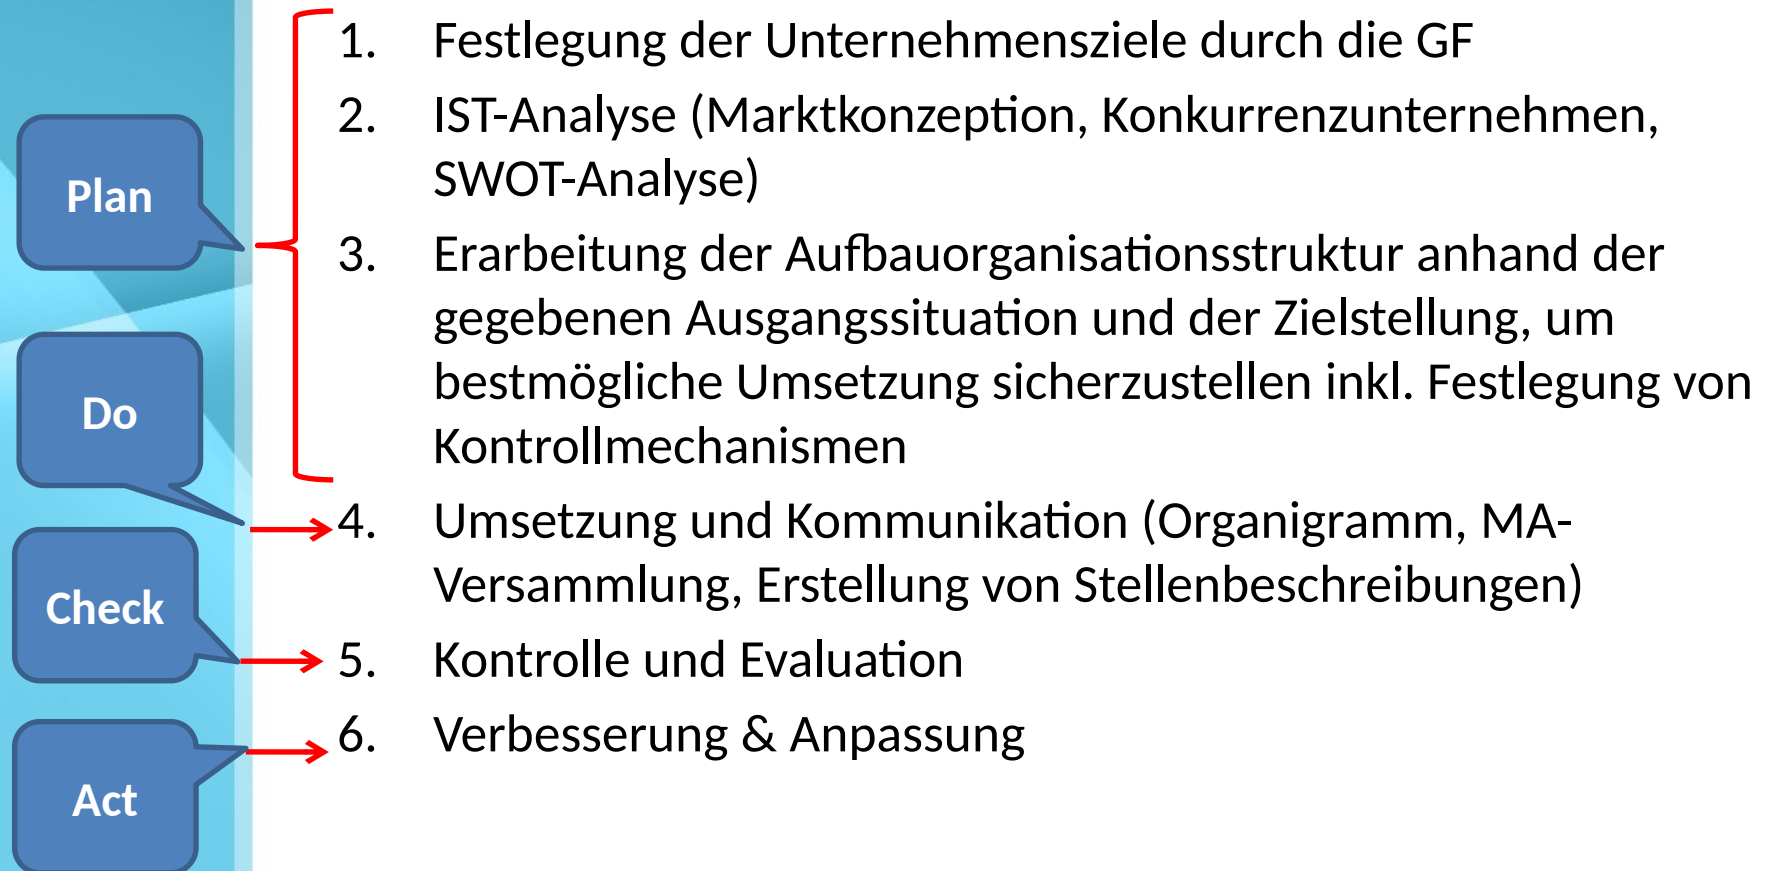 Plan
Do
Check
Act
1. Festlegung der Unternehmensziele durch die GF
2. IST-Analyse (Marktkonzeption, Konkurrenzunternehmen,
SWOT-Analyse)
3. Erarbeitung der Aufbauorganisationsstruktur anhand der
gegebenen Ausgangssituation und der Zielstellung, um
bestmögliche Umsetzung sicherzustellen inkl. Festlegung von
Kontrollmechanismen
4. Umsetzung und Kommunikation (Organigramm, MA-
Versammlung, Erstellung von Stellenbeschreibungen)
5. Kontrolle und Evaluation
6. Verbesserung & Anpassung